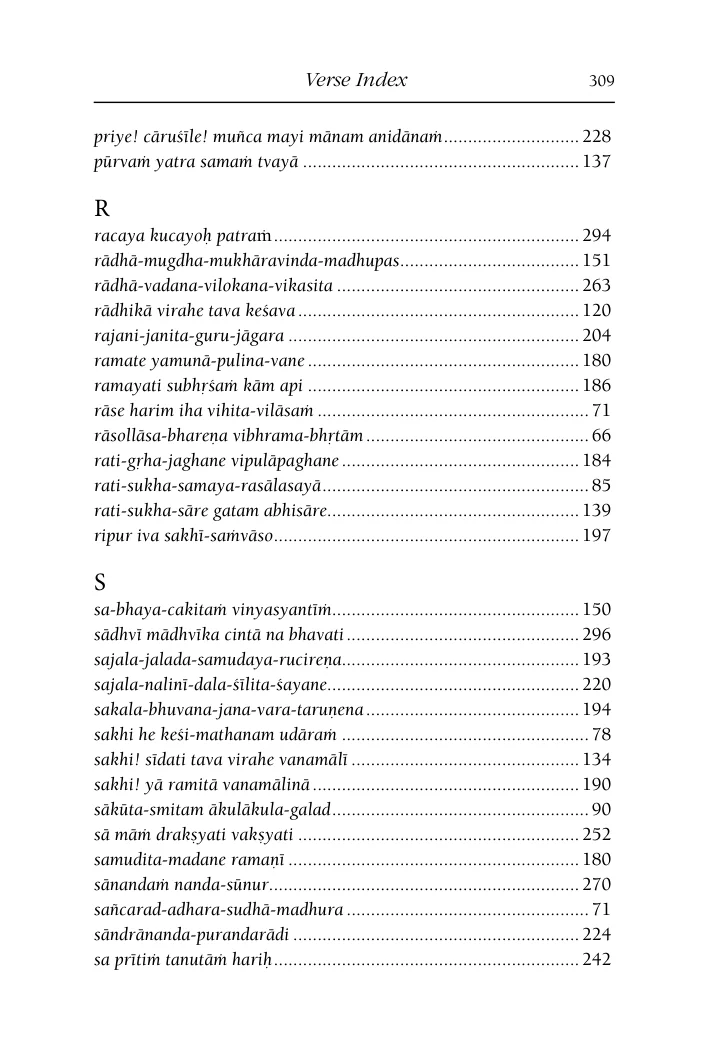 Verse Index 309
priye! cāruśīle! muñca mayi mānam anidānaṁ............................ 228
pūrvaṁ yatra samaṁ tvayā .......................................................... 137
R
racaya kucayoḥ patraṁ................................................................ 294
rādhā-mugdha-mukhāravinda-madhupas..................................... 151
rādhā-vadana-vilokana-vikasita ................................................... 263
rādhikā virahe tava keśava ........................................................... 120
rajani-janita-guru-jāgara ............................................................. 204
ramate yamunā-pulina-vane ......................................................... 180
ramayati subhṛśaṁ kām api ......................................................... 186
rāse harim iha vihita-vilāsaṁ ......................................................... 71
rāsollāsa-bhareṇa vibhrama-bhṛtām ............................................... 66
rati-gṛha-jaghane vipulāpaghane .................................................. 184
rati-sukha-samaya-rasālasayā........................................................ 85
rati-sukha-sāre gatam abhisāre..................................................... 139
ripur iva sakhī-saṁvāso................................................................ 197
S
sa-bhaya-cakitaṁ vinyasyantīṁ.................................................... 150
sādhvī mādhvīka cintā na bhavati ................................................. 296
sajala-jalada-samudaya-rucireṇa.................................................. 193
sajala-nalinī-dala-śīlita-śayane..................................................... 220
sakala-bhuvana-jana-vara-taruṇena ............................................. 194
sakhi he keśi-mathanam udāraṁ .................................................... 78
sakhi! sīdati tava virahe vanamālī ................................................ 134
sakhi! yā ramitā vanamālinā ........................................................ 190
sākūta-smitam ākulākula-galad...................................................... 90
sā māṁ drakṣyati vakṣyati ........................................................... 252
samudita-madane ramaṇī ............................................................. 180
sānandaṁ nanda-sūnur................................................................. 270
sañcarad-adhara-sudhā-madhura ................................................... 71
sāndrānanda-purandarādi ............................................................ 224
sa prītiṁ tanutāṁ hariḥ................................................................ 242